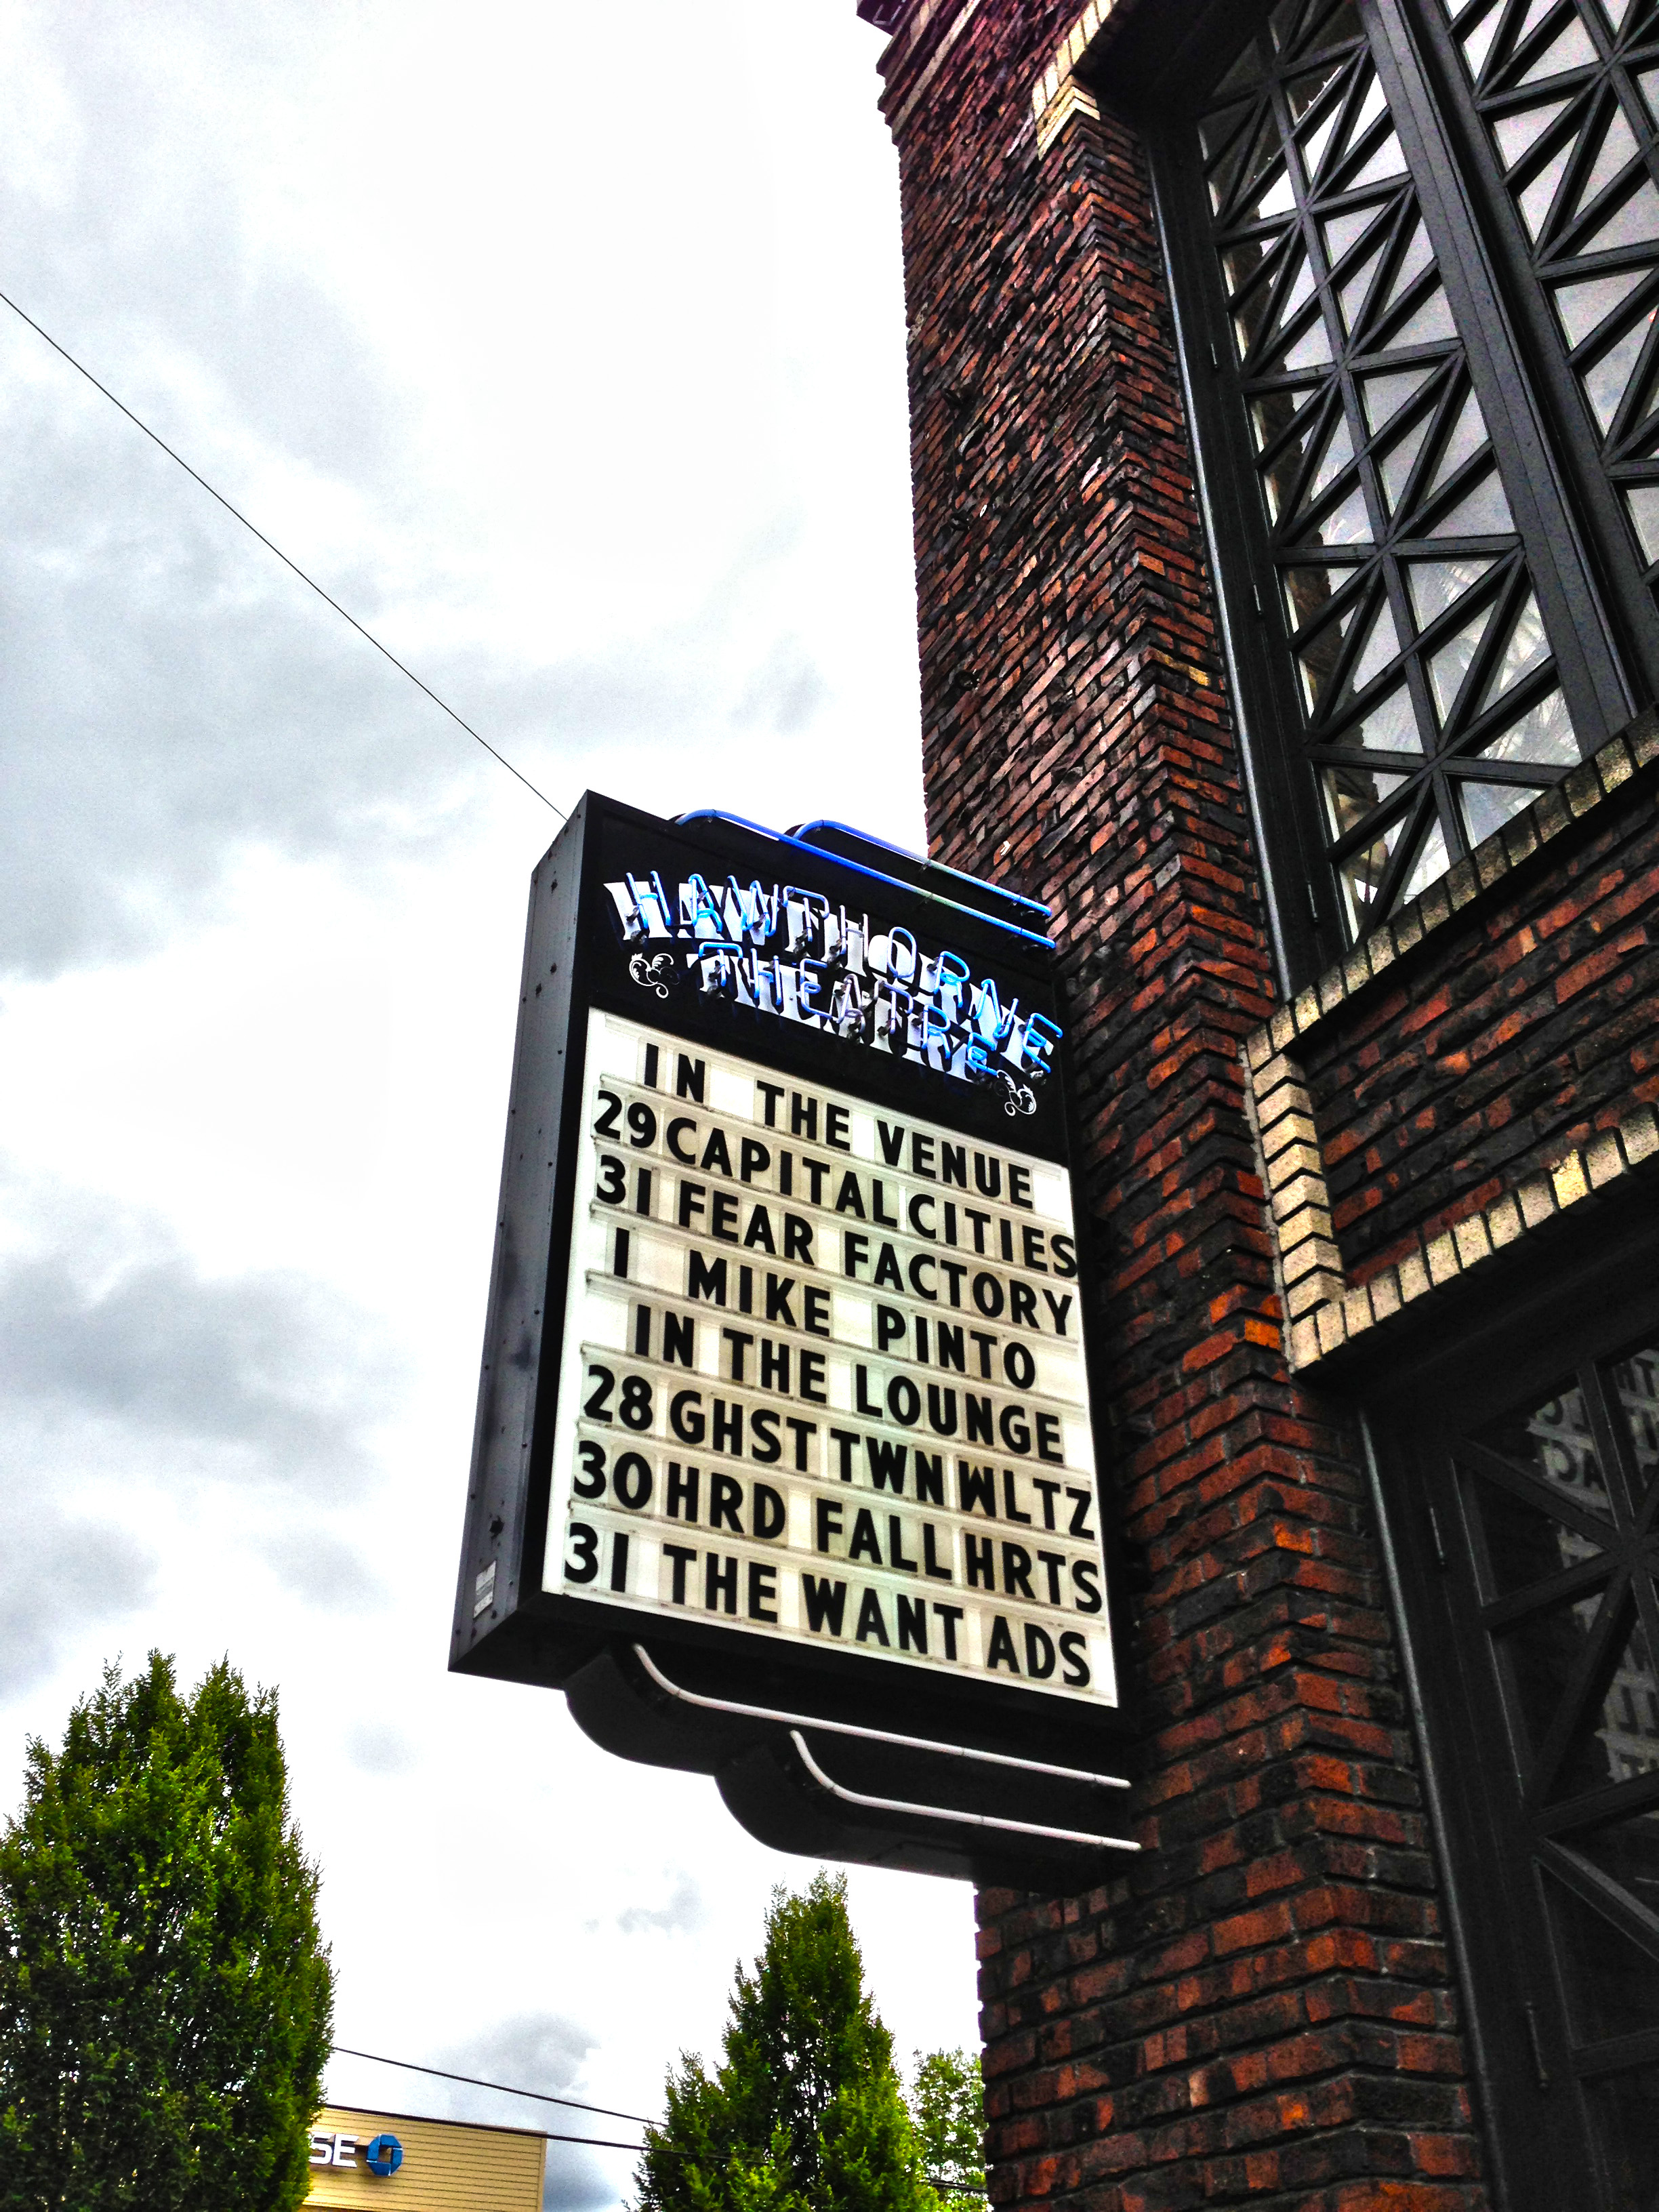 HAWTHORNE
THEATRE
IN THE VENUE
29 CAPITAL CITIES
31 FEAR FACTORY
1 MIKE PINTO
IN THE LOUNGE
28 GHST TWN WLTZ
30 HRD FALL HRTS
31 THE WANT ADS
SE